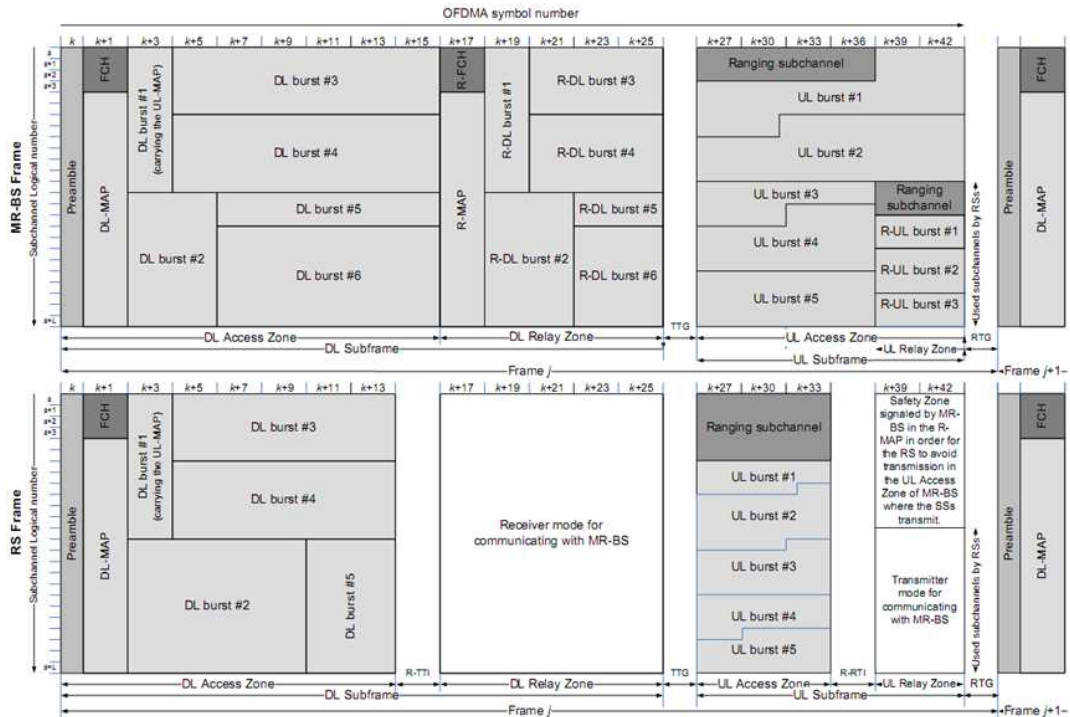 OFDMA symbol number
k k+1 k+3 k+5 k+7 k+9 k+11 k+13 k+15 k+17 k+19 k+21 k+23 k+25 k+27 k+30 k+33 k+36 k+39 k+42
MR-BS Frame
Subchannel Logical number
s
s+1
s+2
s+3
s+L
Preamble
FCH
DL-MAP
DL burst #1
(carrying the UL-MAP)
DL burst #2
DL burst #3
DL burst #4
DL burst #5
DL burst #6
R-FCH
R-MAP
R-DL burst #1
R-DL burst #2
R-DL burst #3
R-DL burst #4
R-DL burst #5
R-DL burst #6
Ranging subchannel
UL burst #1
UL burst #2
UL burst #3
UL burst #4
UL burst #5
Ranging
subchannel
R-UL burst #1
R-UL burst #2
R-UL burst #3
Used subchannels by RSs
Preamble
FCH
DL-MAP
DL Access Zone
DL Relay Zone
TTG
UL Access Zone
RTG
DL Subframe
UL Relay Zone
UL Subframe
Frame j
Frame j+1
k k+1 k+3 k+5 k+7 k+9 k+11 k+13 k+17 k+19 k+21 k+23 k+25 k+27 k+30 k+33 k+39 k+42
RS Frame
Subchannel Logical number
s
s+1
s+2
s+3
s+L
Preamble
FCH
DL-MAP
DL burst #1
(carrying the UL-MAP)
DL burst #2
DL burst #3
DL burst #4
DL burst #5
Receiver mode for
communicating with MR-BS
Ranging subchannel
UL burst #1
UL burst #2
UL burst #3
UL burst #4
UL burst #5
Safety Zone
signaled by MR-
BS in the R-
MAP in order for
the RS to avoid
transmission in
the UL Access
Zone of MR-BS
where the SSs
transmit.
Transmitter
mode for
communicating
with MR-BS
Used subchannels by RSs
Preamble
FCH
DL-MAP
DL Access Zone
R-TTI
DL Relay Zone
TTG
UL Access Zone
R-RTI
UL Relay Zone
RTG
DL Subframe
UL Subframe
Frame j
Frame j+1